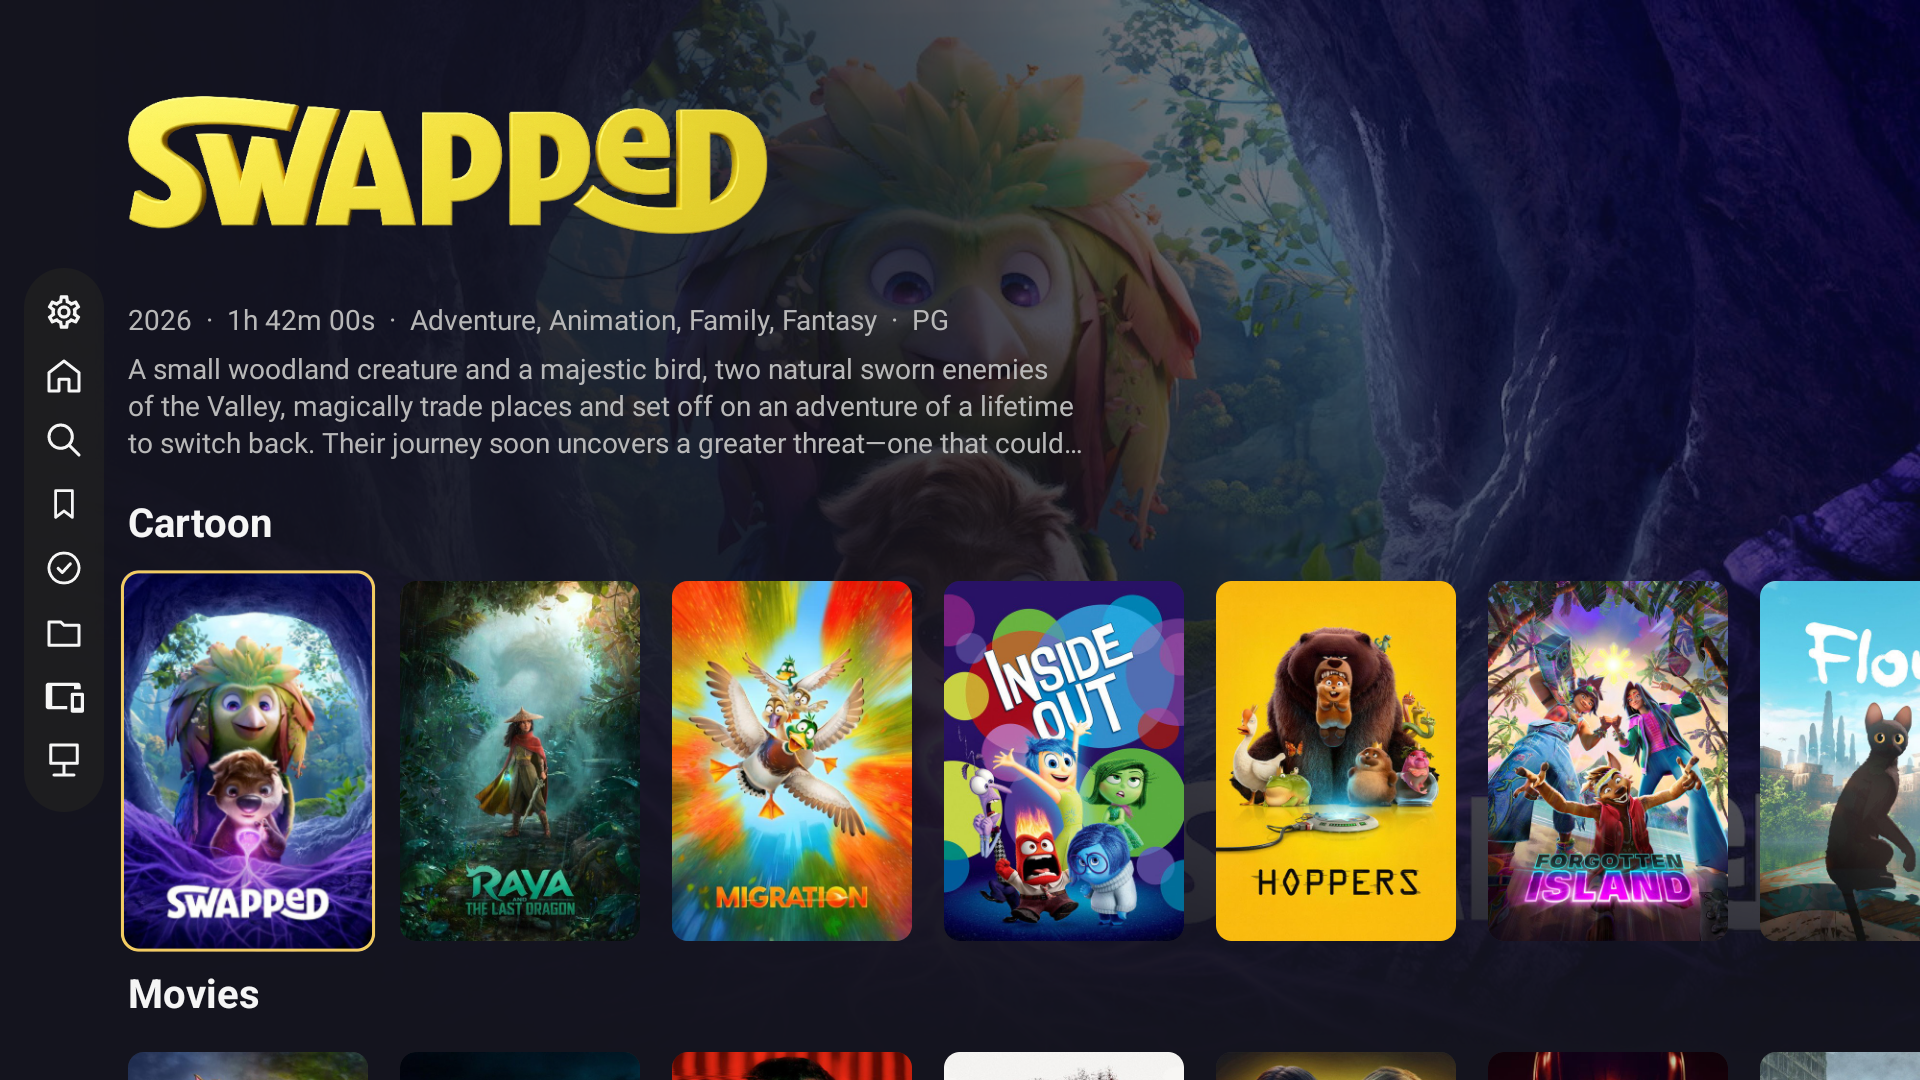 SWAPPED
2026 · 1h 42m 00s · Adventure, Animation, Family, Fantasy · PG
A small woodland creature and a majestic bird, two natural sworn enemies
of the Valley, magically trade places and set off on an adventure of a lifetime
to switch back. Their journey soon uncovers a greater threat—one that could...
Cartoon
SWAPPED
RAYA
AND
THE LAST DRAGON
MIGRATION
INSIDE
OUT
HOPPERS
FORGOTTEN
ISLAND
Movies